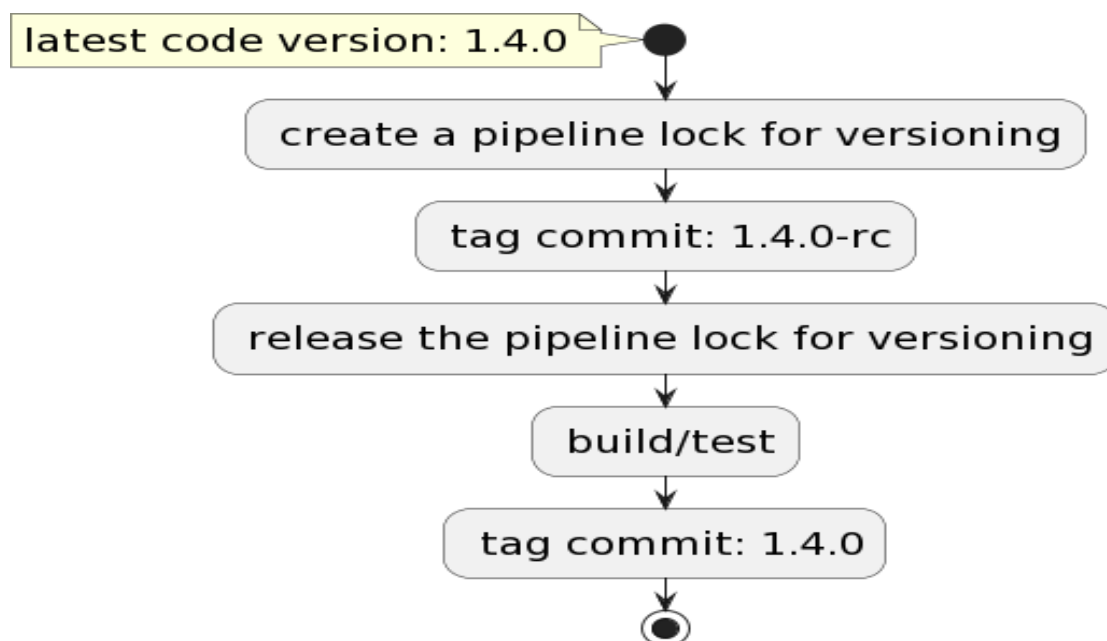 latest code version: 1.4.0
create a pipeline lock for versioning
tag commit: 1.4.0-rc
release the pipeline lock for versioning
build/test
tag commit: 1.4.0